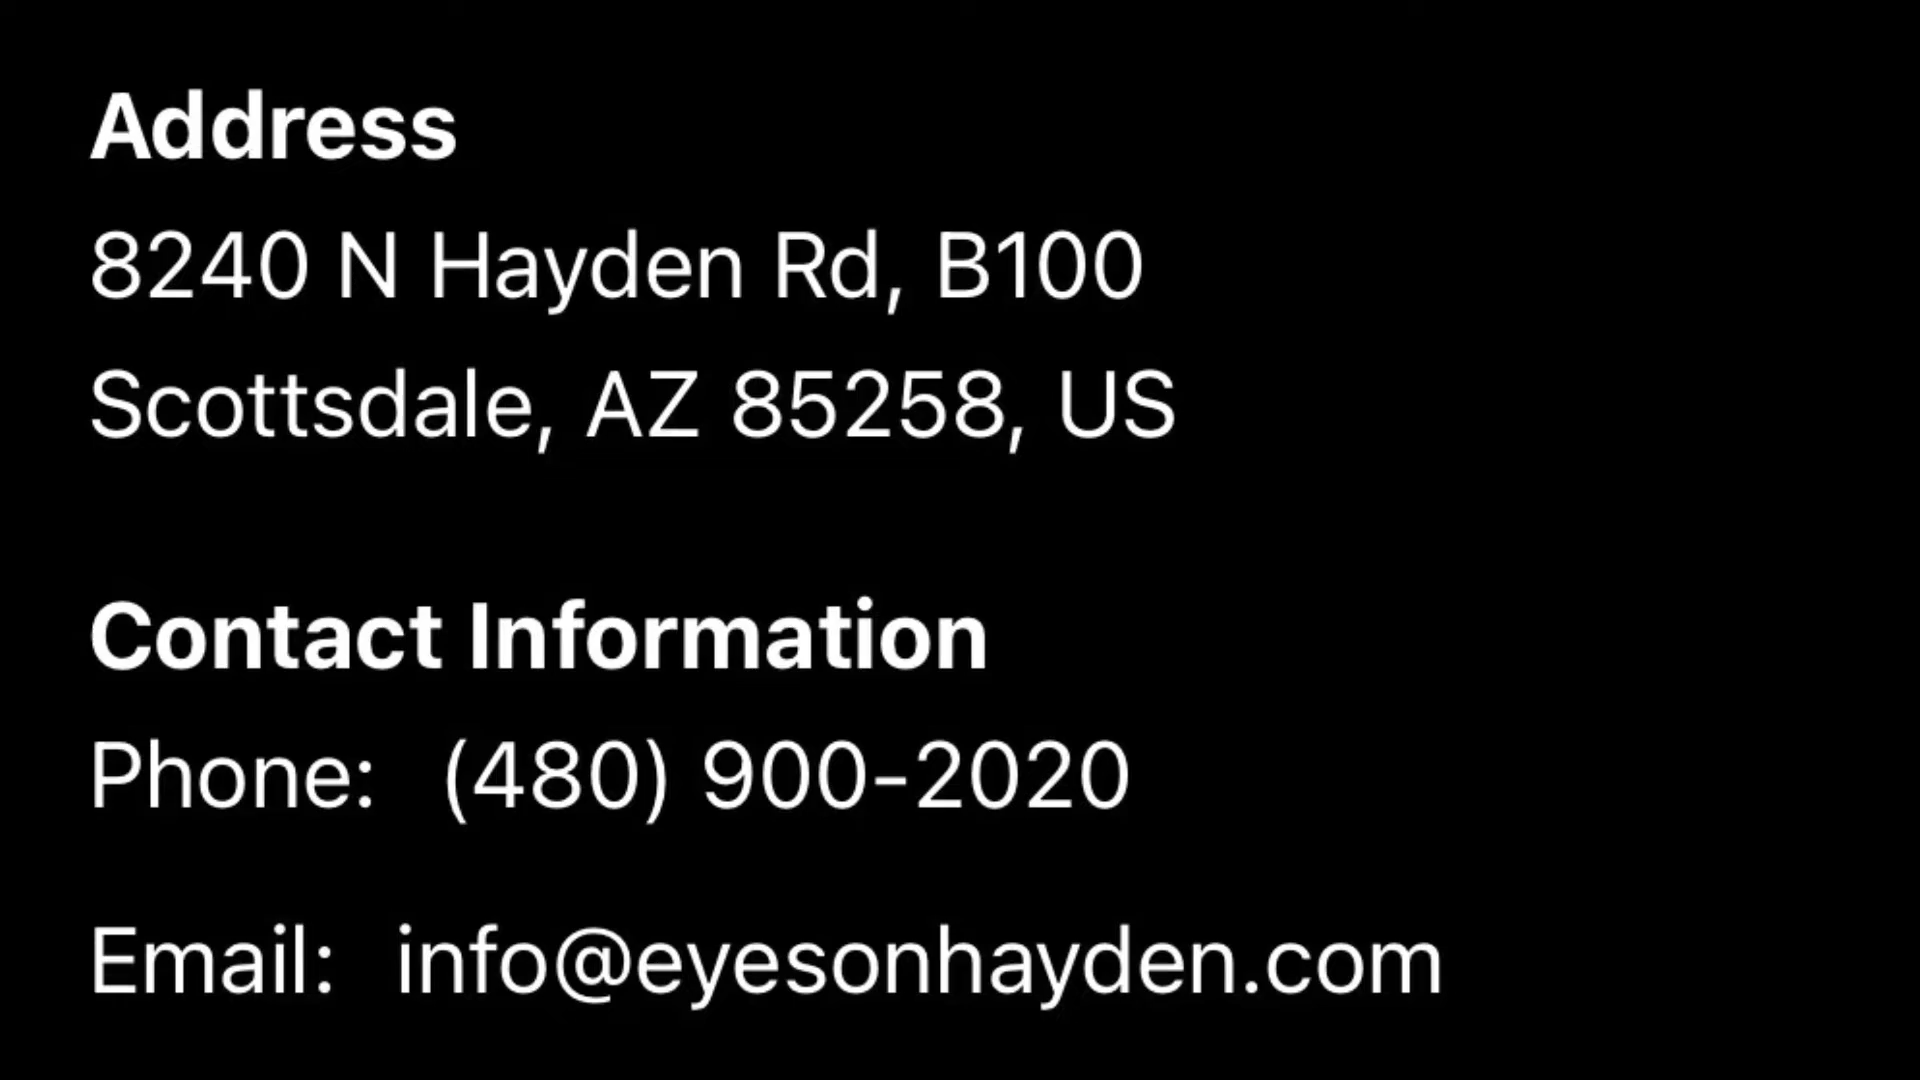 Address
8240 N Hayden Rd, B100
Scottsdale, AZ 85258, US
Contact Information
Phone: (480) 900-2020
Email: info@eyesonhayden.com